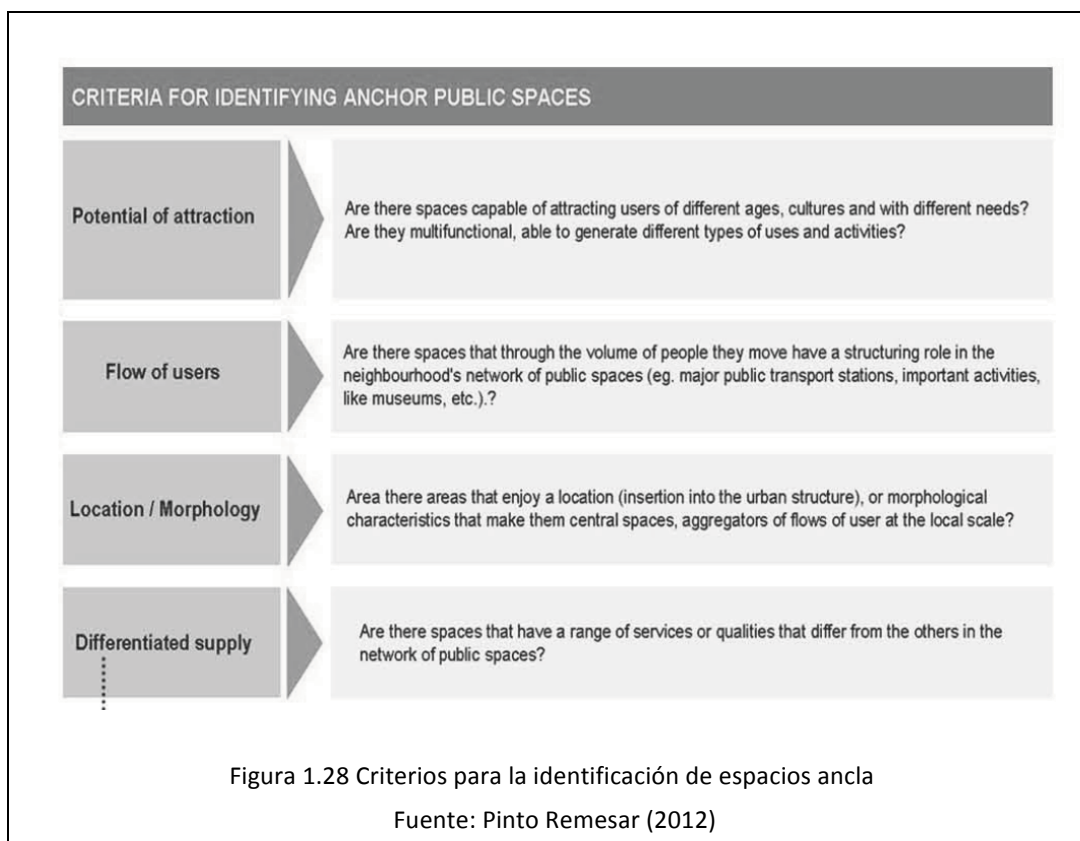 CRITERIA FOR IDENTIFYING ANCHOR PUBLIC SPACES
Potential of attraction
Are there spaces capable of attracting users of different ages, cultures and with different needs?
Are they multifunctional, able to generate different types of uses and activities?
Flow of users
Are there spaces that through the volume of people they move have a structuring role in the
neighbourhood's network of public spaces (eg. major public transport stations, important activities,
like museums, etc.).?
Location / Morphology
Area there areas that enjoy a location (insertion into the urban structure), or morphological
characteristics that make them central spaces, aggregators of flows of user at the local scale?
Differentiated supply
Are there spaces that have a range of services or qualities that differ from the others in the
network of public spaces?
Figura 1.28 Criterios para la identificación de espacios ancla
Fuente: Pinto Remesar (2012)